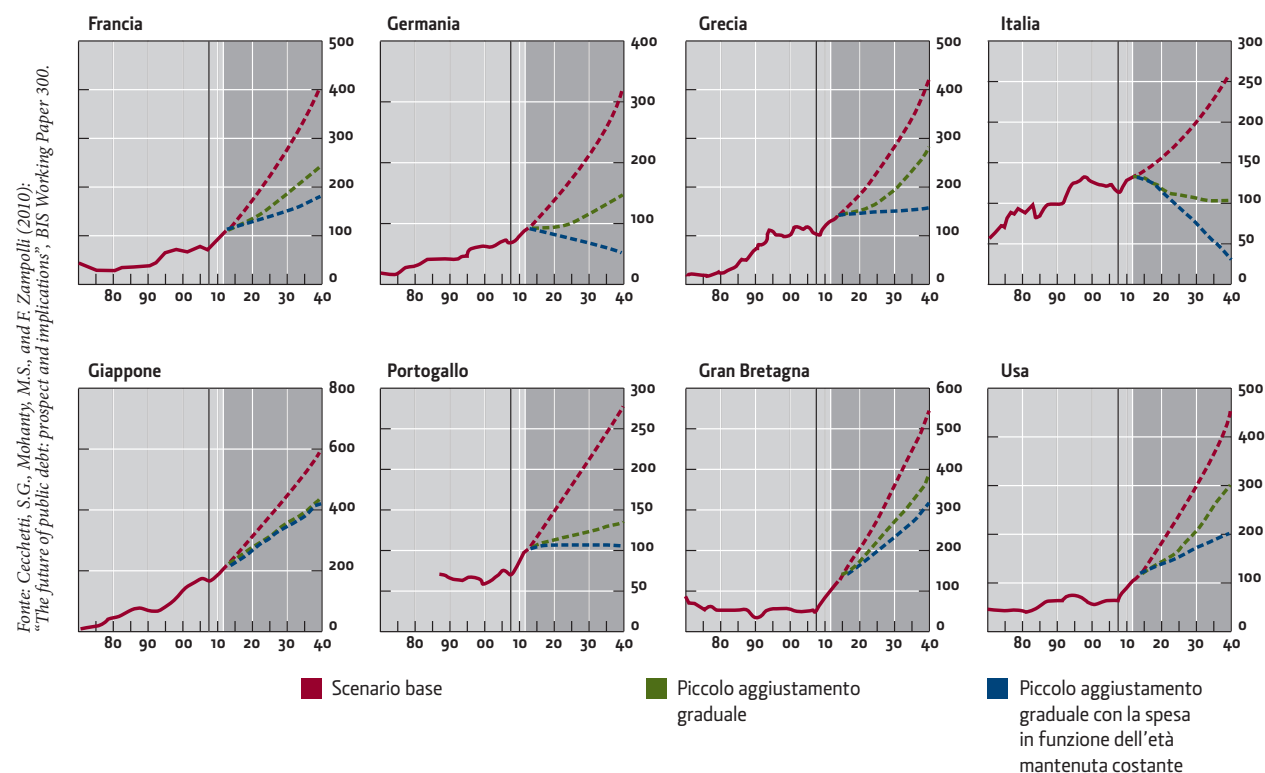 Fonte: Cecchetti, S.G., Mohanty, M.S., and F. Zampolli (2010):
“The future of public debt: prospect and implications”, BIS Working Paper 300.
Francia
500
400
300
200
100
0
80 90 00 10 20 30 40
Germania
400
300
200
100
0
80 90 00 10 20 30 40
Grecia
500
400
300
200
100
0
80 90 00 10 20 30 40
Italia
300
250
200
150
100
50
0
80 90 00 10 20 30 40
Giappone
800
600
400
200
0
80 90 00 10 20 30 40
Portogallo
300
250
200
150
100
50
0
80 90 00 10 20 30 40
Gran Bretagna
600
500
400
300
200
100
0
80 90 00 10 20 30 40
Usa
500
400
300
200
100
0
80 90 00 10 20 30 40
Scenario base
Piccolo aggiustamento
graduale
Piccolo aggiustamento
graduale con la spesa
in funzione dell’età
mantenuta costante